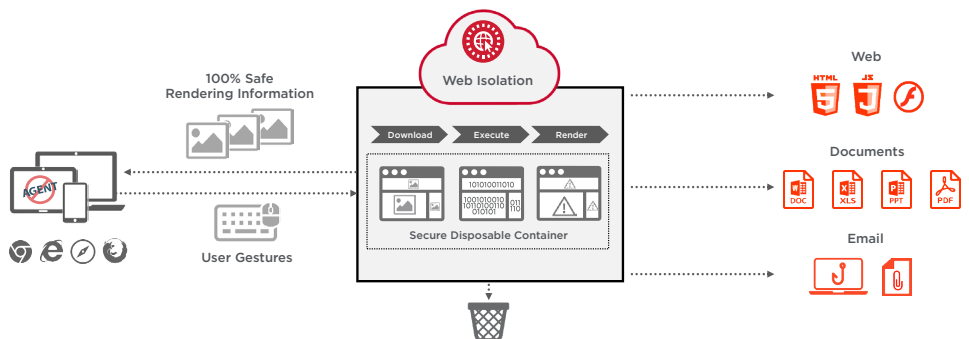 Web Isolation
100% Safe
Rendering Information
AGENT
User Gestures
Download
Execute
Render
101010011010
1001010010
1011000110
010101
011
110
Secure Disposable Container
Web
HTML
5
JS
Documents
W
DOC
X
XLS
P
PPT
PDF
Email